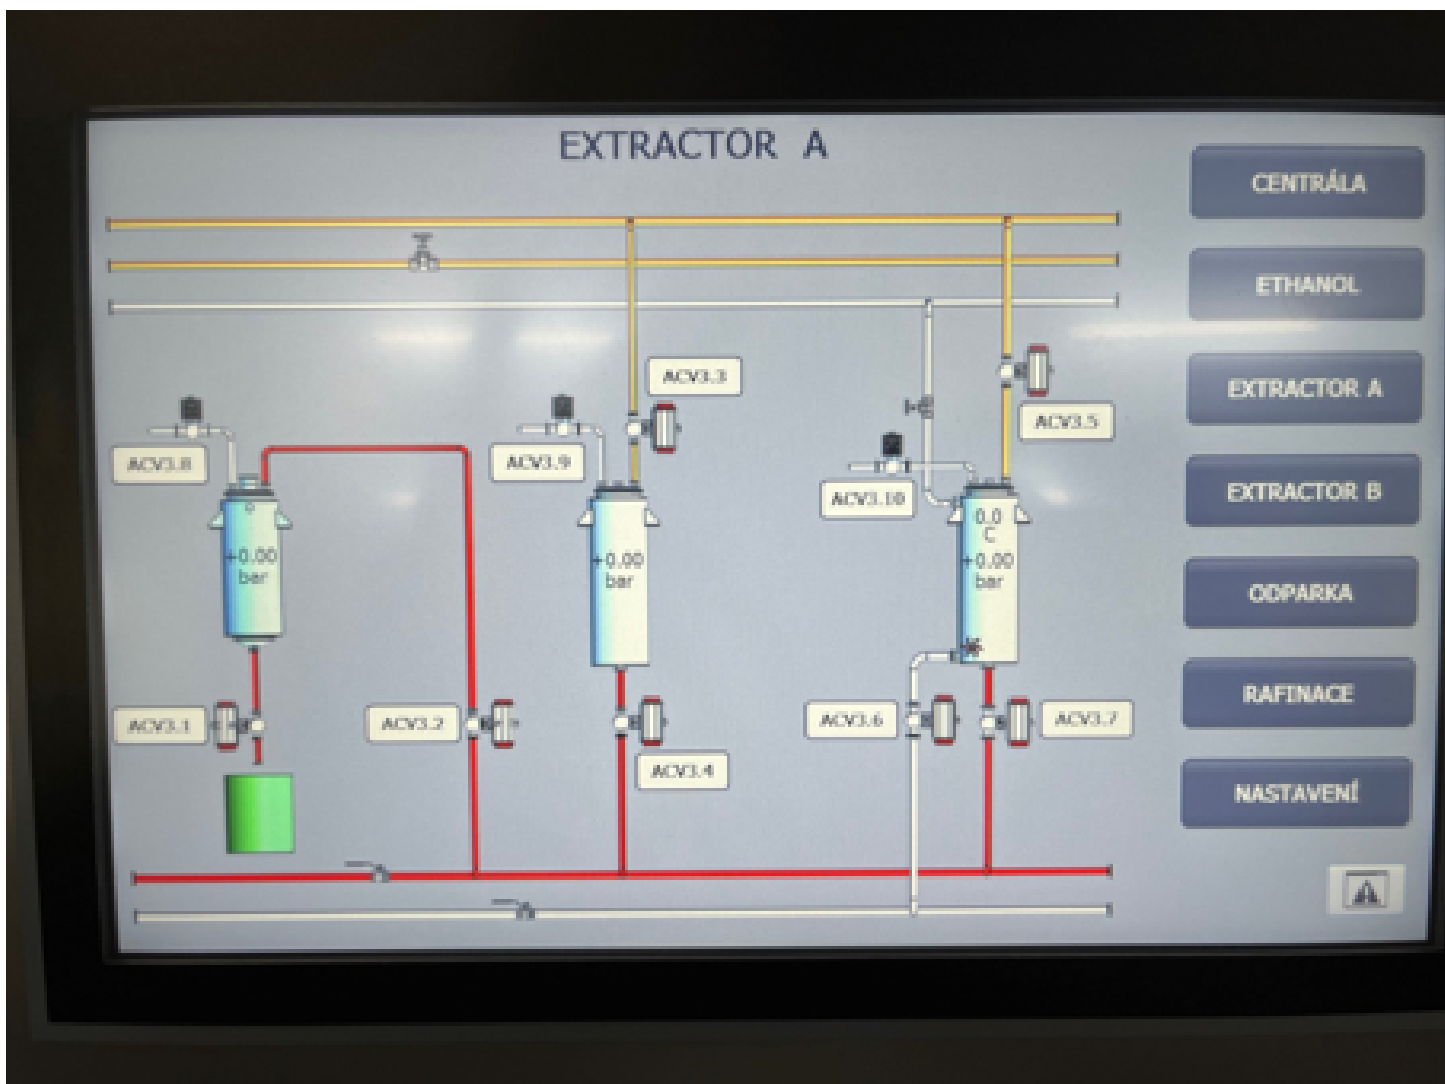 EXTRACTOR A
CENTRÁLA
ETHANOL
EXTRACTOR A
EXTRACTOR B
ODPARKA
RAFINACE
NASTAVENÍ
ACV3.3
ACV3.5
ACV3.8
ACV3.9
ACV3.10
+0.00
bar
+0.00
bar
0.0
C
+0.00
bar
ACV3.1
ACV3.2
ACV3.4
ACV3.6
ACV3.7